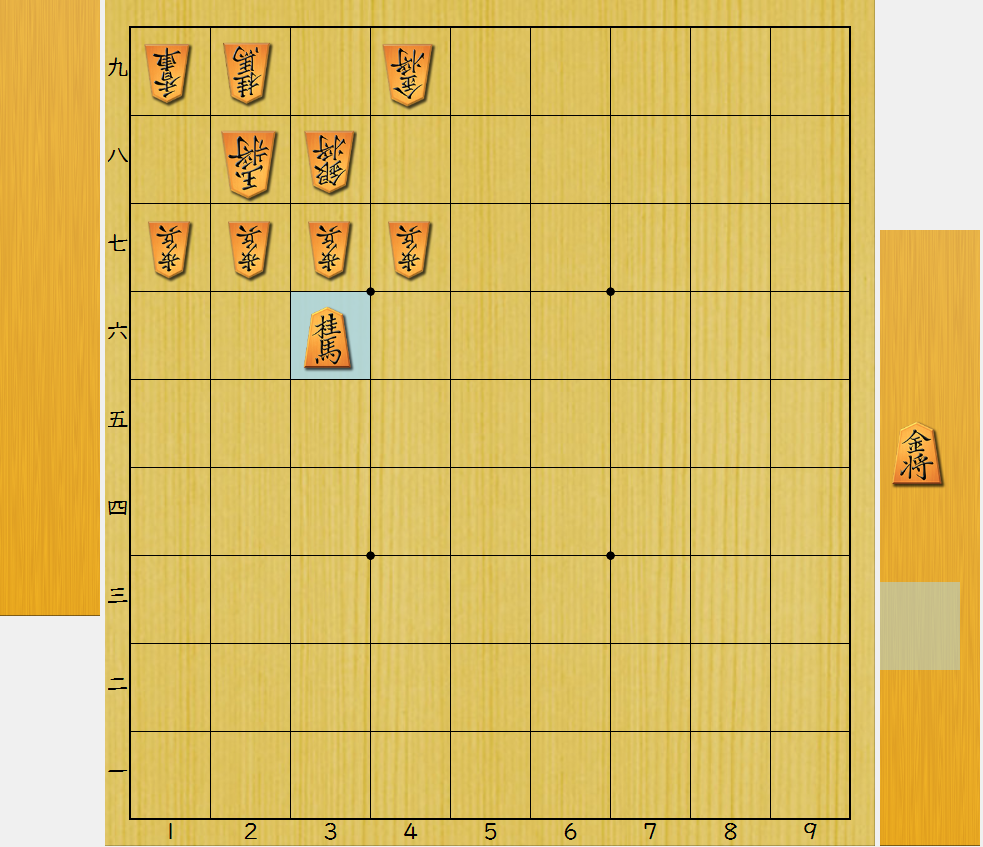 九 香車 桂馬 金將
八 玉将 銀将
七 歩兵 歩兵 歩兵 歩兵
六 桂馬
五
四 金将
三
二
一
1 2 3 4 5 6 7 8 9